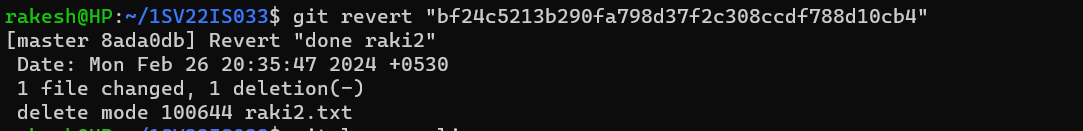 rakesh@HP:~/1SV22IS033$ git revert "bf24c5213b290fa798d37f2c308ccdf788d10cb4"
[master 8ada0db] Revert "done raki2"
 Date: Mon Feb 26 20:35:47 2024 +0530
 1 file changed, 1 deletion(-)
 delete mode 100644 raki2.txt